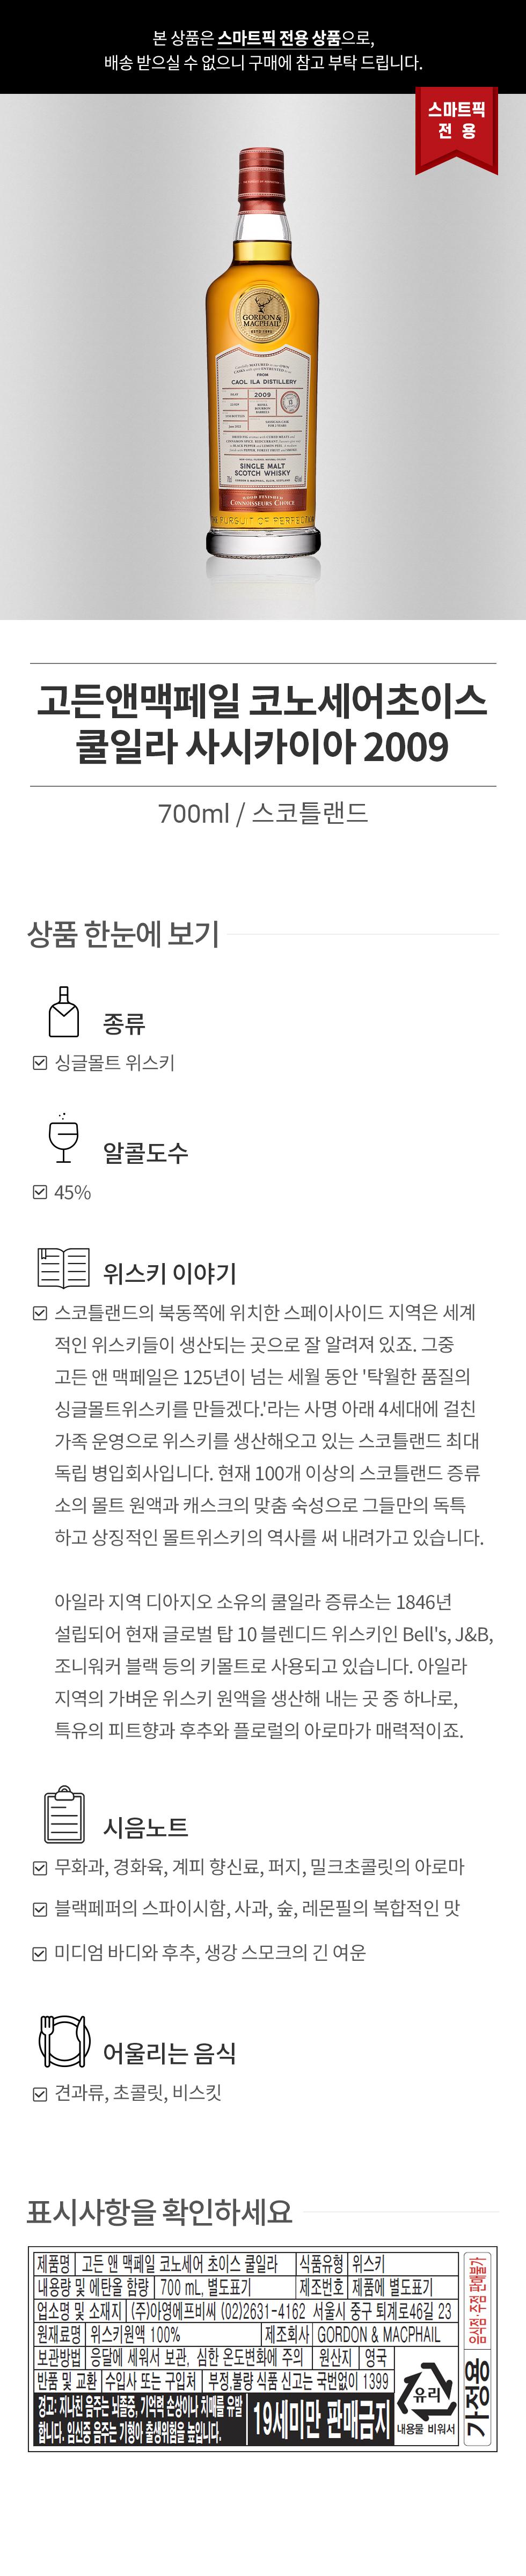 본 상품은 스마트픽 전용 상품으로,
배송 받으실 수 없으니 구매에 참고 부탁 드립니다.
스마트픽
전 용
GORDON &
MACPHAIL
ESTD 1895
FROM
CAOL ILA DISTILLERY
ISLAY
2009
SINGLE MALT
SCOTCH WHISKY
70cl
45%vol
WOOD FINISHED
CONNOISSEURS CHOICE
고든앤맥페일 코노세어초이스
쿨일라 사시카이아 2009
700ml / 스코틀랜드
상품 한눈에 보기
종류
싱글몰트 위스키
알콜도수
45%
위스키 이야기
스코틀랜드의 북동쪽에 위치한 스페이사이드 지역은 세계
적인 위스키들이 생산되는 곳으로 잘 알려져 있죠. 그중
고든 앤 맥페일은 125년이 넘는 세월 동안 '탁월한 품질의
싱글몰트위스키를 만들겠다.'라는 사명 아래 4세대에 걸친
가족 운영으로 위스키를 생산해오고 있는 스코틀랜드 최대
독립 병입회사입니다. 현재 100개 이상의 스코틀랜드 증류
소의 몰트 원액과 캐스크의 맞춤 숙성으로 그들만의 독특
하고 상징적인 몰트위스키의 역사를 써 내려가고 있습니다.
아일라 지역 디아지오 소유의 쿨일라 증류소는 1846년
설립되어 현재 글로벌 탑 10 블렌디드 위스키인 Bell's, J&B,
조니워커 블랙 등의 키몰트로 사용되고 있습니다. 아일라
지역의 가벼운 위스키 원액을 생산해 내는 곳 중 하나로,
특유의 피트향과 후추와 플로럴의 아로마가 매력적이죠.
시음노트
무화과, 경화육, 계피 향신료, 퍼지, 밀크초콜릿의 아로마
블랙페퍼의 스파이시함, 사과, 숲, 레몬필의 복합적인 맛
미디엄 바디와 후추, 생강 스모크의 긴 여운
어울리는 음식
견과류, 초콜릿, 비스킷
표시사항을 확인하세요
제품명 고든 앤 맥페일 코노세어 초이스 쿨일라 식품유형 위스키
내용량 및 에탄올 함량 700 mL, 별도표기 제조번호 제품에 별도표기
업소명 및 소재지 (주)아영에프비씨 (02)2631-4162 서울시 중구 퇴계로46길 23
원재료명 위스키원액 100% 제조회사 GORDON & MACPHAIL
보관방법 응달에 세워서 보관, 심한 온도변화에 주의 원산지 영국
반품 및 교환 수입사 또는 구입처 부정,불량 식품 신고는 국번없이 1399
경고: 지나친 음주는 뇌졸중, 기억력 손상이나 치매를 유발
합니다. 임신중 음주는 기형아 출생위험을 높입니다.
19세미만 판매금지
유리
내용물 비워서
가정용
음식점·주점 판매불가